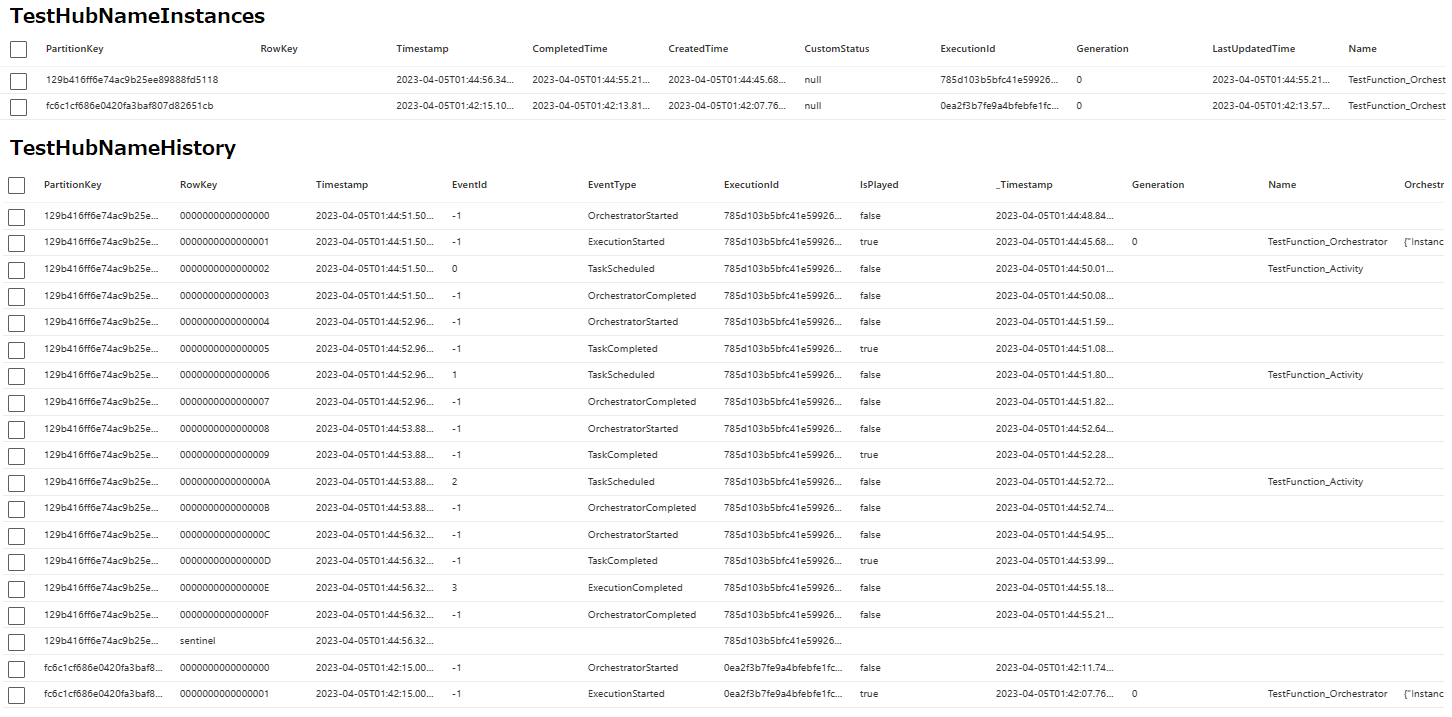 TestHubNameInstances
PartitionKey RowKey Timestamp CompletedTime CreatedTime CustomStatus ExecutionId Generation LastUpdatedTime Name
129b416ff6e74ac9b25ee89888fd5118 2023-04-05T01:44:56.34... 2023-04-05T01:44:55.21... 2023-04-05T01:44:45.68... null 785d103b5bfc41e59926... 0 2023-04-05T01:44:55.21... TestFunction_Orchest
fc6c1cf686e0420fa3baf807d82651cb 2023-04-05T01:42:15.10... 2023-04-05T01:42:13.81... 2023-04-05T01:42:07.76... null 0ea2f3b7fe9a4bfebfe1fc... 0 2023-04-05T01:42:13.57... TestFunction_Orchest
TestHubNameHistory
PartitionKey RowKey Timestamp EventId EventType ExecutionId IsPlayed _Timestamp Generation Name Orchestr
129b416ff6e74ac9b25e... 0000000000000000 2023-04-05T01:44:51.50... -1 OrchestratorStarted 785d103b5bfc41e59926... false 2023-04-05T01:44:48.84...
129b416ff6e74ac9b25e... 0000000000000001 2023-04-05T01:44:51.50... -1 ExecutionStarted 785d103b5bfc41e59926... true 2023-04-05T01:44:45.68... 0 TestFunction_Orchestrator {"Instanc
129b416ff6e74ac9b25e... 0000000000000002 2023-04-05T01:44:51.50... 0 TaskScheduled 785d103b5bfc41e59926... false 2023-04-05T01:44:50.01... TestFunction_Activity
129b416ff6e74ac9b25e... 0000000000000003 2023-04-05T01:44:51.50... -1 OrchestratorCompleted 785d103b5bfc41e59926... false 2023-04-05T01:44:50.08...
129b416ff6e74ac9b25e... 0000000000000004 2023-04-05T01:44:52.96... -1 OrchestratorStarted 785d103b5bfc41e59926... false 2023-04-05T01:44:51.59...
129b416ff6e74ac9b25e... 0000000000000005 2023-04-05T01:44:52.96... -1 TaskCompleted 785d103b5bfc41e59926... true 2023-04-05T01:44:51.08...
129b416ff6e74ac9b25e... 0000000000000006 2023-04-05T01:44:52.96... 1 TaskScheduled 785d103b5bfc41e59926... false 2023-04-05T01:44:51.80... TestFunction_Activity
129b416ff6e74ac9b25e... 0000000000000007 2023-04-05T01:44:52.96... -1 OrchestratorCompleted 785d103b5bfc41e59926... false 2023-04-05T01:44:51.82...
129b416ff6e74ac9b25e... 0000000000000008 2023-04-05T01:44:53.88... -1 OrchestratorStarted 785d103b5bfc41e59926... false 2023-04-05T01:44:52.64...
129b416ff6e74ac9b25e... 0000000000000009 2023-04-05T01:44:53.88... -1 TaskCompleted 785d103b5bfc41e59926... true 2023-04-05T01:44:52.28...
129b416ff6e74ac9b25e... 000000000000000A 2023-04-05T01:44:53.88... 2 TaskScheduled 785d103b5bfc41e59926... false 2023-04-05T01:44:52.72... TestFunction_Activity
129b416ff6e74ac9b25e... 000000000000000B 2023-04-05T01:44:53.88... -1 OrchestratorCompleted 785d103b5bfc41e59926... false 2023-04-05T01:44:52.74...
129b416ff6e74ac9b25e... 000000000000000C 2023-04-05T01:44:56.32... -1 OrchestratorStarted 785d103b5bfc41e59926... false 2023-04-05T01:44:54.95...
129b416ff6e74ac9b25e... 000000000000000D 2023-04-05T01:44:56.32... -1 TaskCompleted 785d103b5bfc41e59926... true 2023-04-05T01:44:53.99...
129b416ff6e74ac9b25e... 000000000000000E 2023-04-05T01:44:56.32... 3 ExecutionCompleted 785d103b5bfc41e59926... false 2023-04-05T01:44:55.18...
129b416ff6e74ac9b25e... 000000000000000F 2023-04-05T01:44:56.32... -1 OrchestratorCompleted 785d103b5bfc41e59926... false 2023-04-05T01:44:55.21...
129b416ff6e74ac9b25e... sentinel 2023-04-05T01:44:56.32... 785d103b5bfc41e59926...
fc6c1cf686e0420fa3baf8... 0000000000000000 2023-04-05T01:42:15.00... -1 OrchestratorStarted 0ea2f3b7fe9a4bfebfe1fc... false 2023-04-05T01:42:11.74...
fc6c1cf686e0420fa3baf8... 0000000000000001 2023-04-05T01:42:15.00... -1 ExecutionStarted 0ea2f3b7fe9a4bfebfe1fc... true 2023-04-05T01:42:07.76... 0 TestFunction_Orchestrator {"Instanc